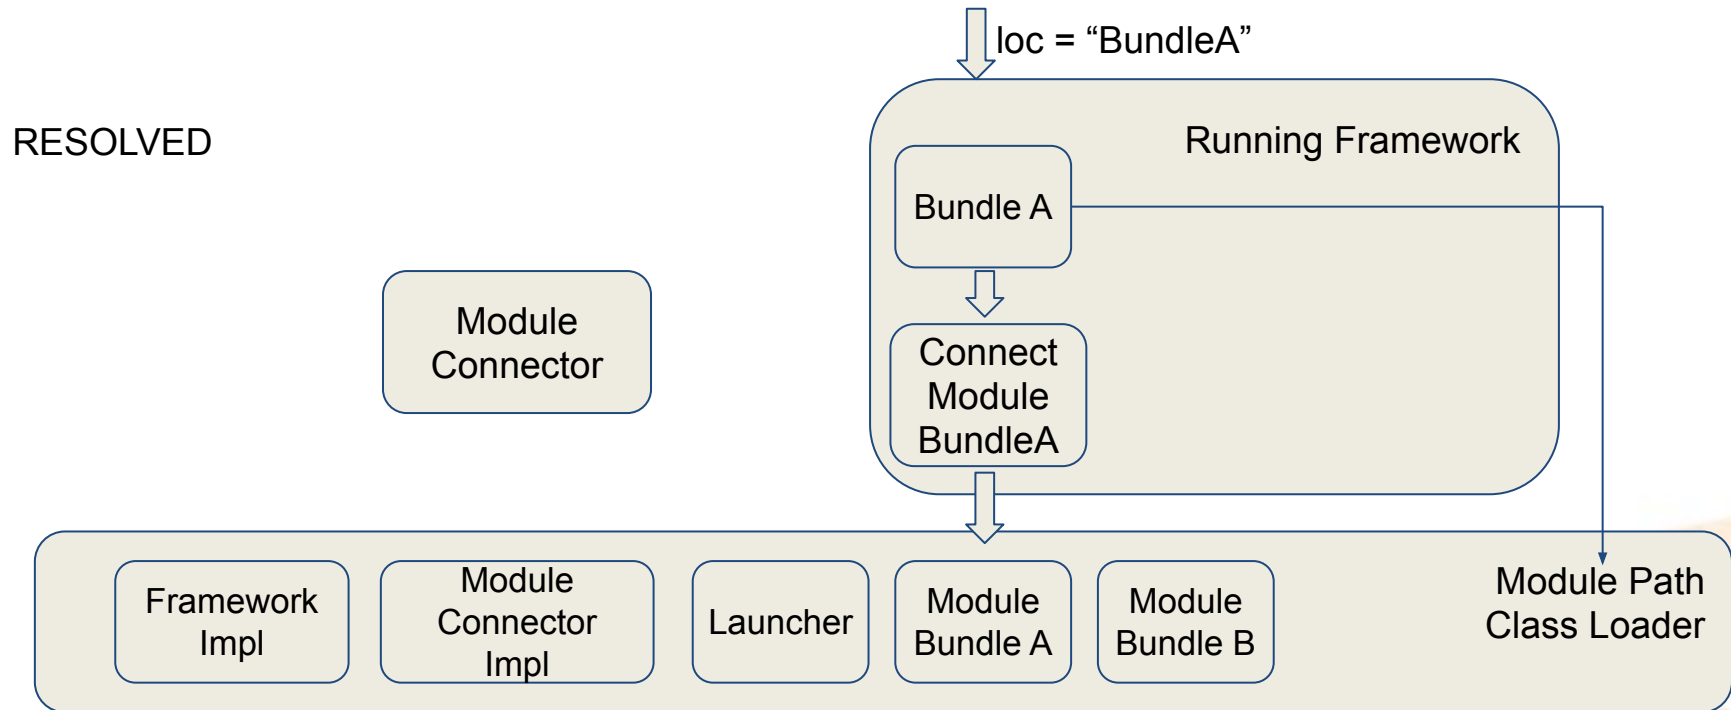 loc = “BundleA”
RESOLVED
Running Framework
Bundle A
Module
Connector
Connect
Module
BundleA
Framework
Impl
Module
Connector
Impl
Launcher
Module
Bundle A
Module
Bundle B
Module Path
Class Loader